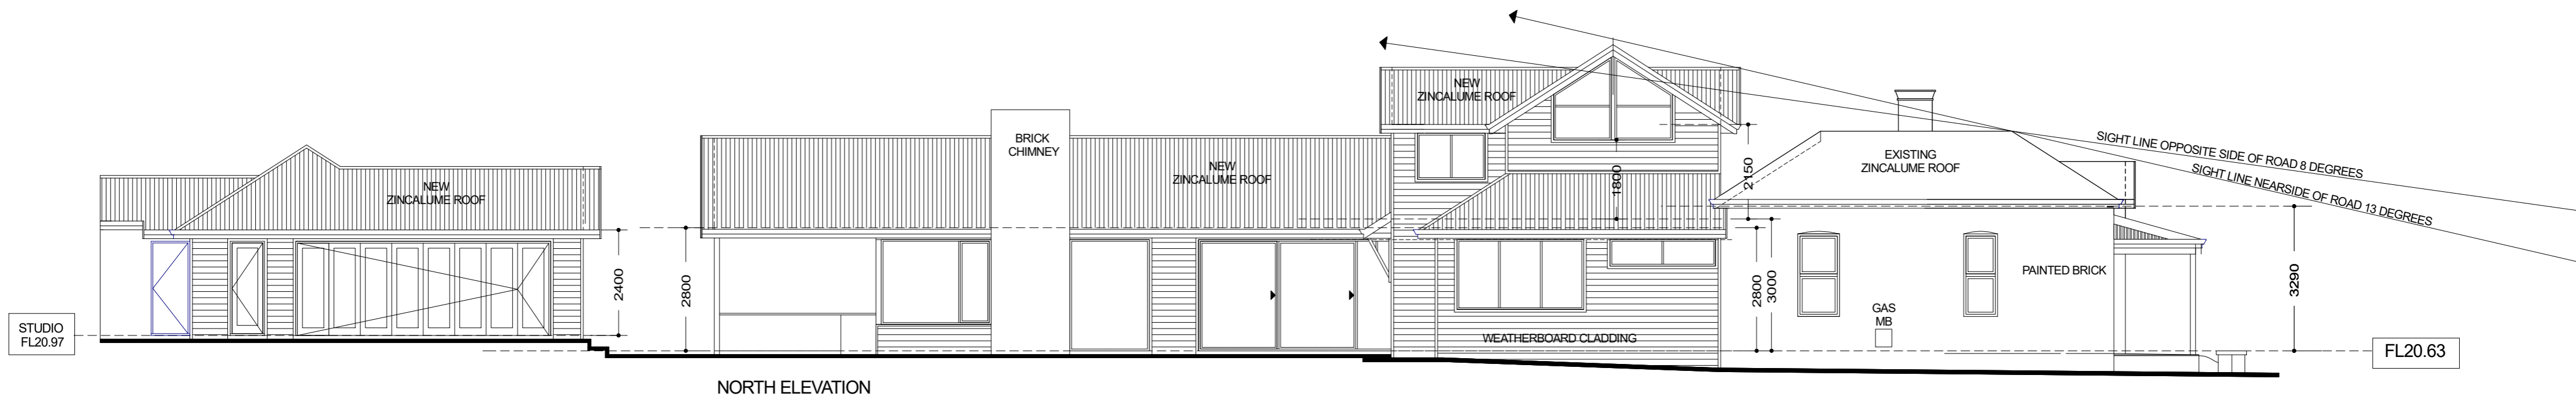 STUDIO
FL20.97
NEW
ZINCALUME ROOF
2400
2800
BRICK
CHIMNEY
NEW
ZINCALUME ROOF
NEW
ZINCALUME ROOF
1800
2150
2800
3000
WEATHERBOARD CLADDING
EXISTING
ZINCALUME ROOF
PAINTED BRICK
GAS
MB
SIGHT LINE OPPOSITE SIDE OF ROAD 8 DEGREES
SIGHT LINE NEARSIDE OF ROAD 13 DEGREES
3290
FL20.63
NORTH ELEVATION